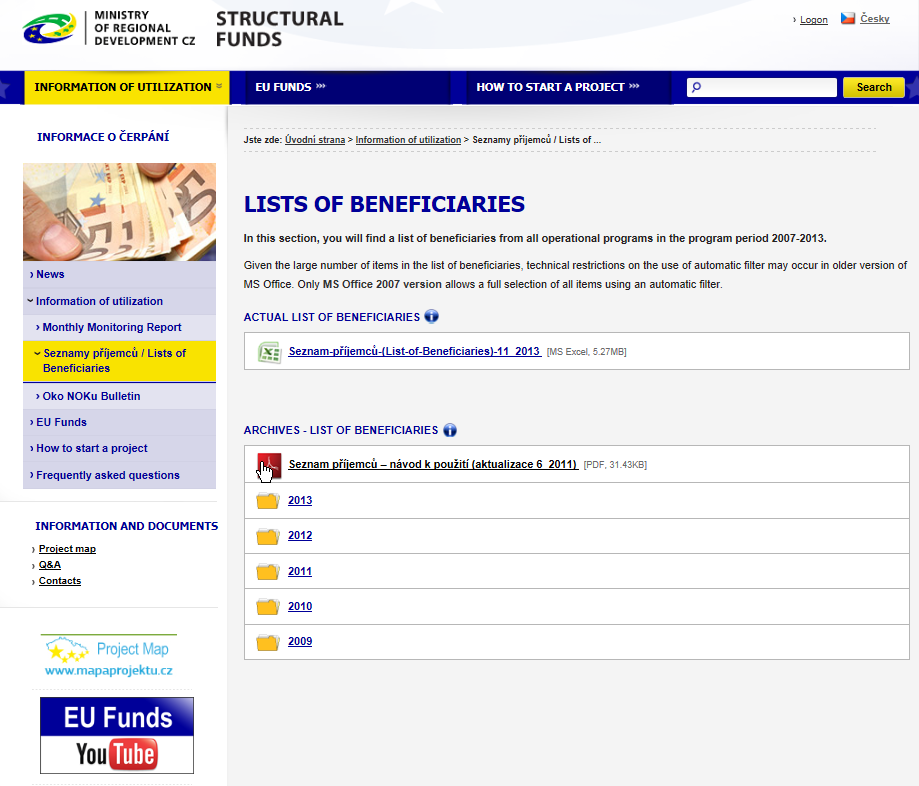 MINISTRY
OF REGIONAL
DEVELOPMENT CZ
STRUCTURAL
FUNDS
Logon
Česky
INFORMATION OF UTILIZATION
EU FUNDS
HOW TO START A PROJECT
Search
INFORMACE O ČERPÁNÍ
News
Information of utilization
Monthly Monitoring Report
Seznamy příjemců / Lists of
Beneficiaries
Oko NOKu Bulletin
EU Funds
How to start a project
Frequently asked questions
INFORMATION AND DOCUMENTS
Project map
Q&A
Contacts
Project Map
www.mapaprojektu.cz
EU Funds
YouTube
Jste zde: Úvodní strana > Information of utilization > Seznamy příjemců / Lists of ...
LISTS OF BENEFICIARIES
In this section, you will find a list of beneficiaries from all operational programs in the program period 2007-2013.
Given the large number of items in the list of beneficiaries, technical restrictions on the use of automatic filter may occur in older version of
MS Office. Only MS Office 2007 version allows a full selection of all items using an automatic filter.
ACTUAL LIST OF BENEFICIARIES
Seznam-příjemců-(List-of-Beneficiaries)-11_2013 [MS Excel, 5.27MB]
ARCHIVES - LIST OF BENEFICIARIES
Seznam příjemců – návod k použití (aktualizace 6_2011) [PDF, 31.43KB]
2013
2012
2011
2010
2009